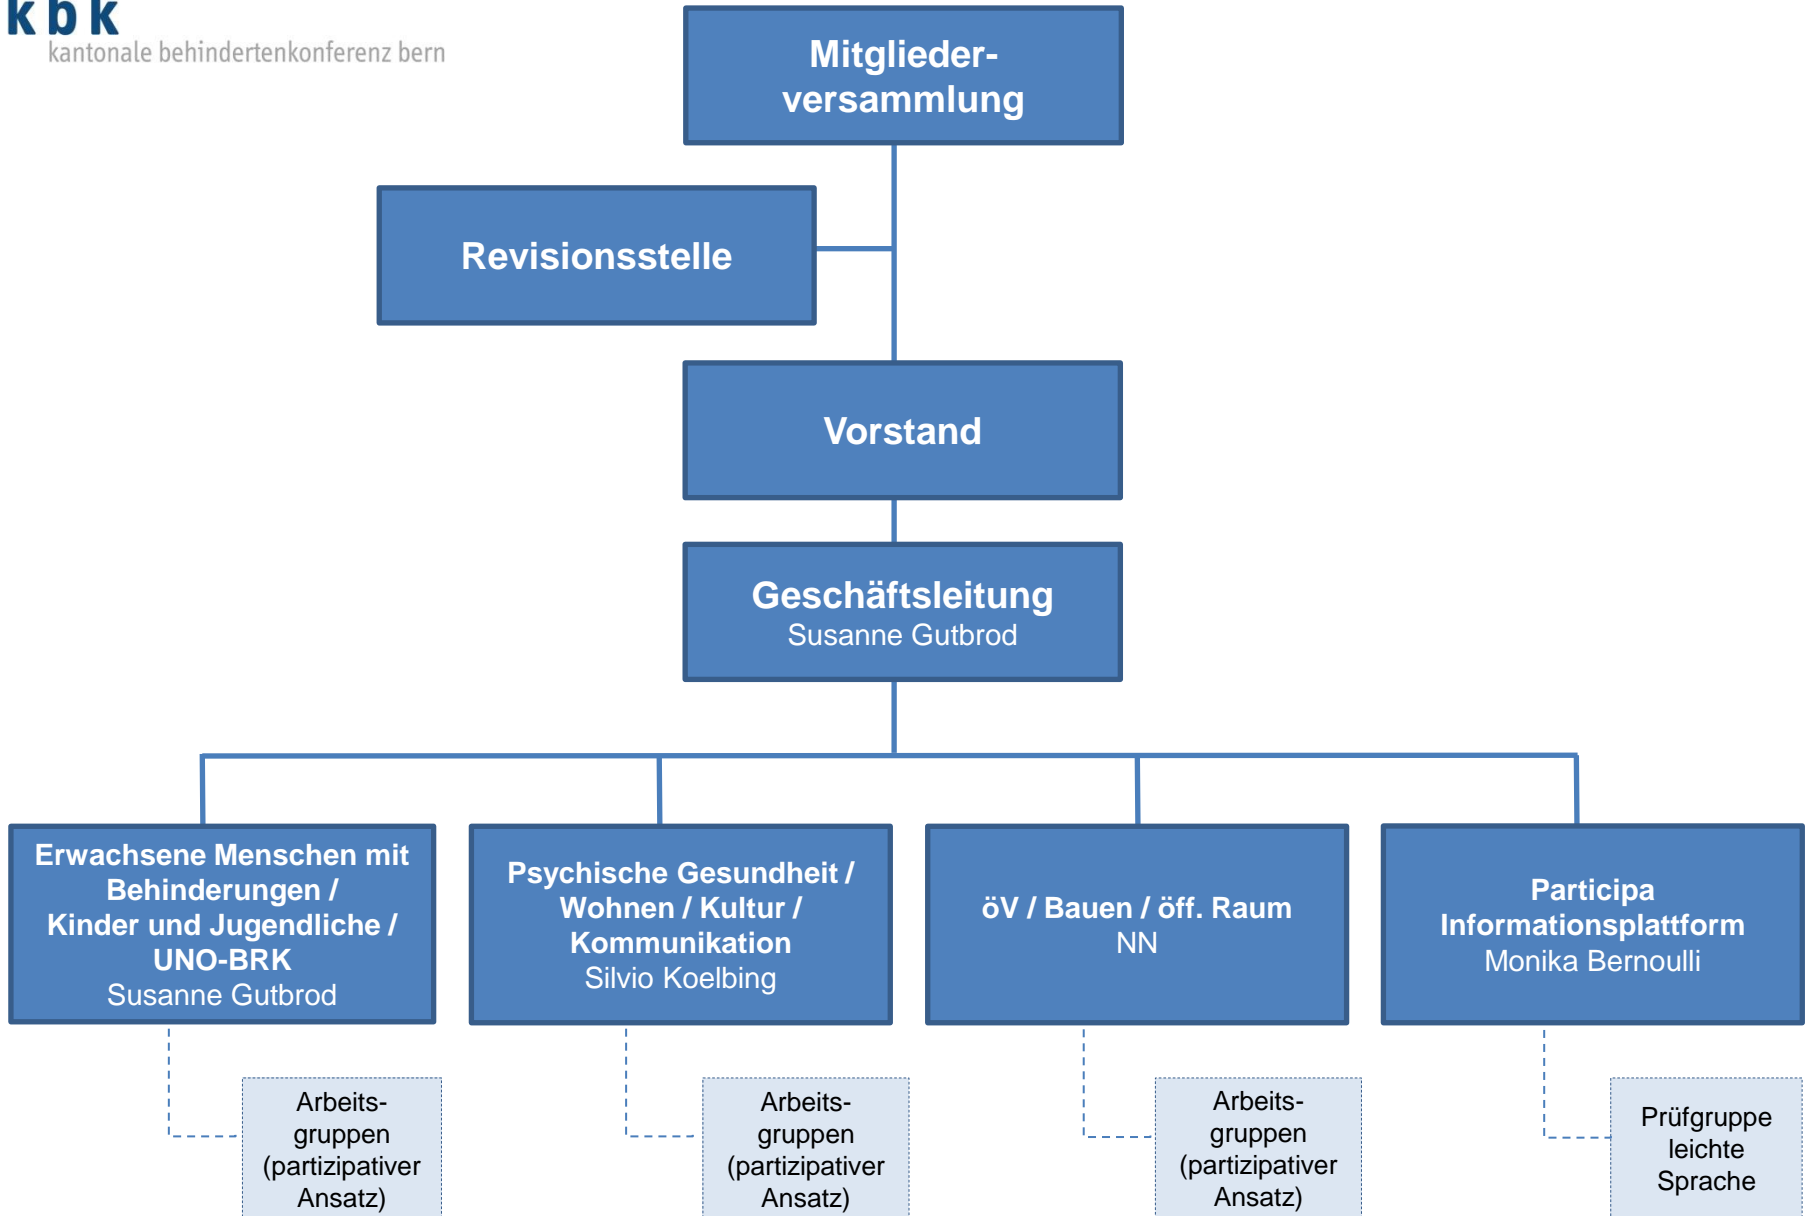 kbk
kantonale behindertenkonferenz bern
Mitglieder-
versammlung
Revisionsstelle
Vorstand
Geschäftsleitung
Susanne Gutbrod
Erwachsene Menschen mit
Behinderungen /
Kinder und Jugendliche /
UNO-BRK
Susanne Gutbrod
Psychische Gesundheit /
Wohnen / Kultur /
Kommunikation
Silvio Koelbing
öV / Bauen / öff. Raum
NN
Participa
Informationsplattform
Monika Bernoulli
Arbeits-
gruppen
(partizipativer
Ansatz)
Arbeits-
gruppen
(partizipativer
Ansatz)
Arbeits-
gruppen
(partizipativer
Ansatz)
Prüfgruppe
leichte
Sprache